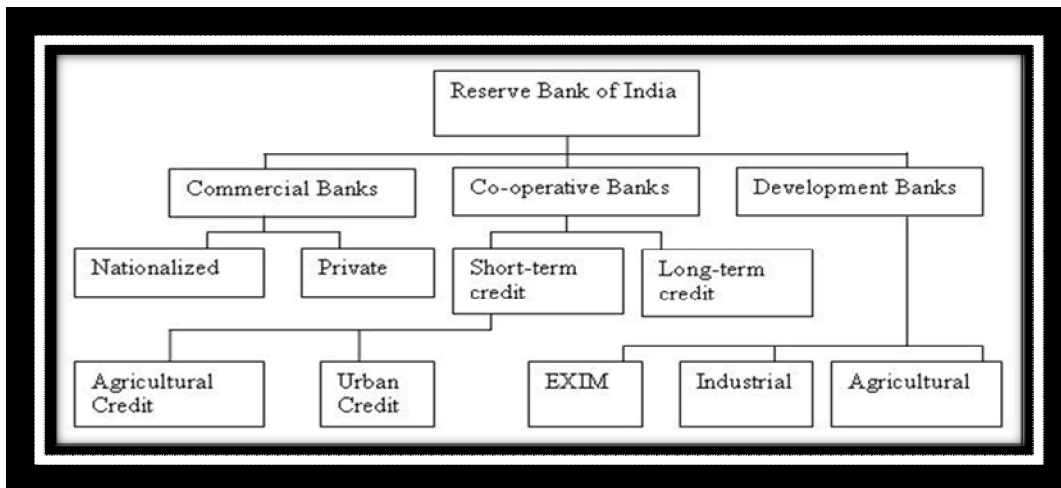 Reserve Bank of India
Commercial Banks
Co-operative Banks
Development Banks
Nationalized
Private
Short-term
credit
Long-term
credit
Agricultural
Credit
Urban
Credit
EXIM
Industrial
Agricultural